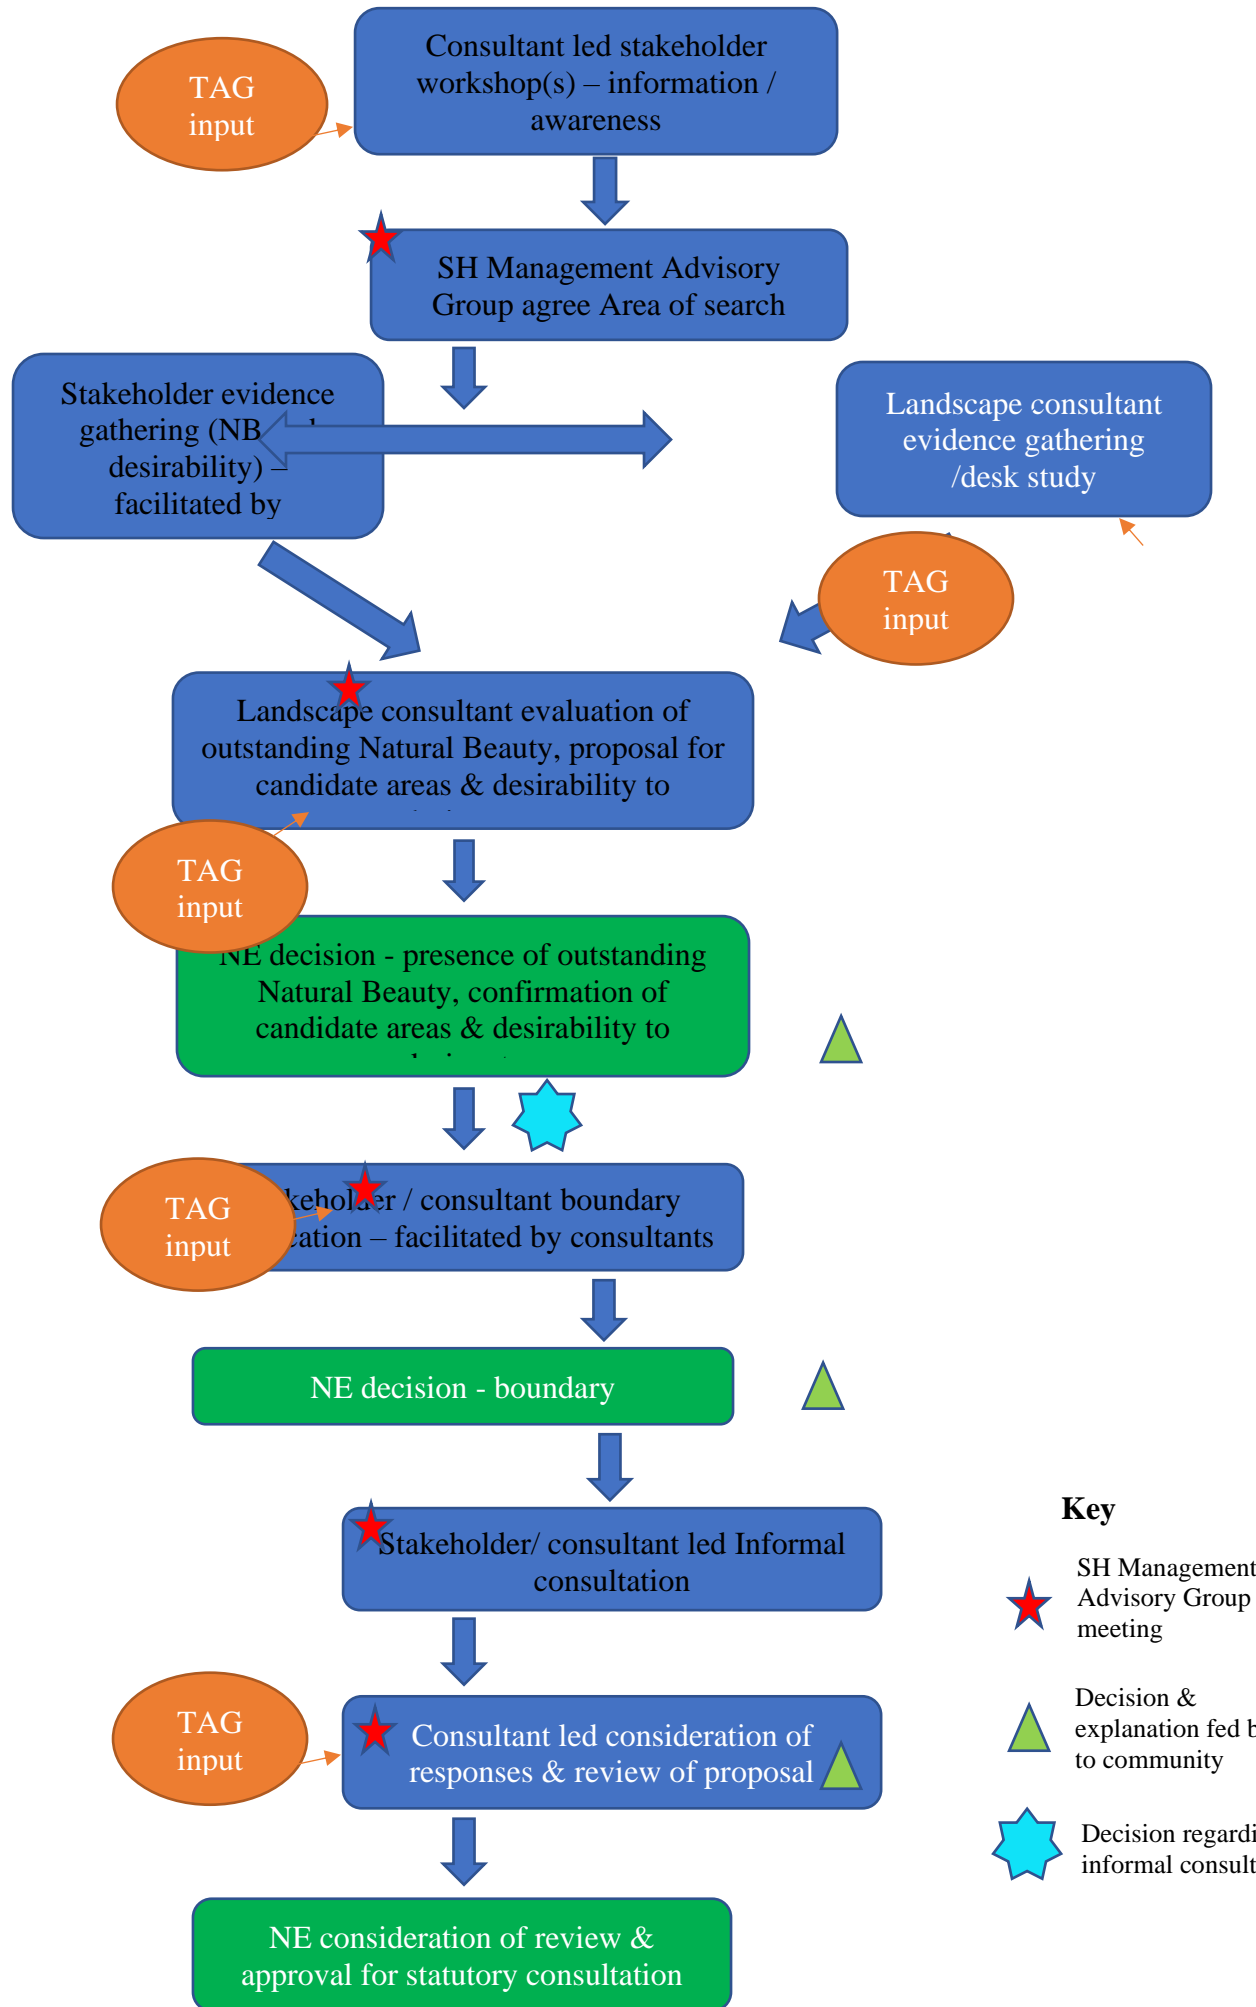 Consultant led stakeholder
workshop(s) – information /
awareness
TAG
input
SH Management Advisory
Group agree Area of search
Stakeholder evidence
gathering (NB
desirability) –
facilitated by
Landscape consultant
evidence gathering
/desk study
TAG
input
Landscape consultant evaluation of
outstanding Natural Beauty, proposal for
candidate areas & desirability to
TAG
input
NE decision - presence of outstanding
Natural Beauty, confirmation of
candidate areas & desirability to
TAG
input
/ consultant boundary
– facilitated by consultants
NE decision - boundary
Stakeholder/ consultant led Informal
consultation
TAG
input
Consultant led consideration of
responses & review of proposal
NE consideration of review &
approval for statutory consultation
Key
SH Management
Advisory Group
meeting
Decision &
explanation fed
to community
Decision
informal